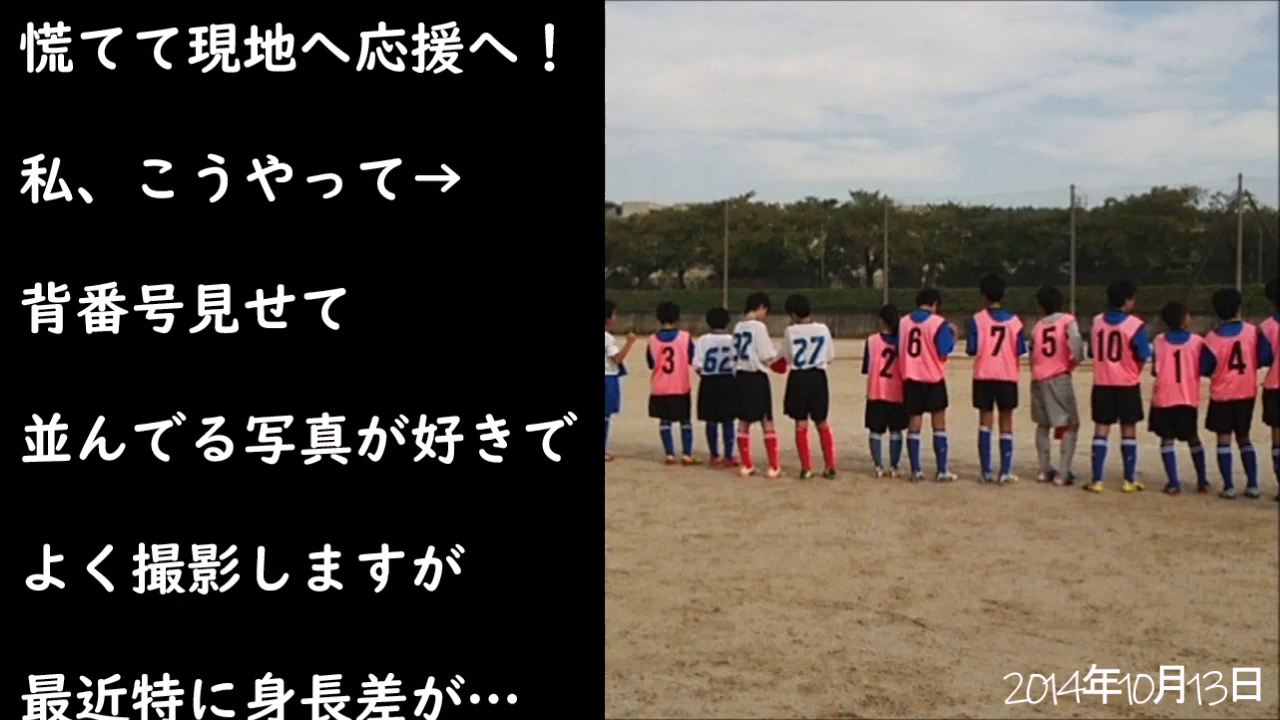 慌てて現地へ応援へ！
私、こうやって→
背番号見せて
並んでる写真が好きで
よく撮影しますが
最近特に身長差が…
3
62
27
2
6
7
5
10
1
4
2014年10月13日